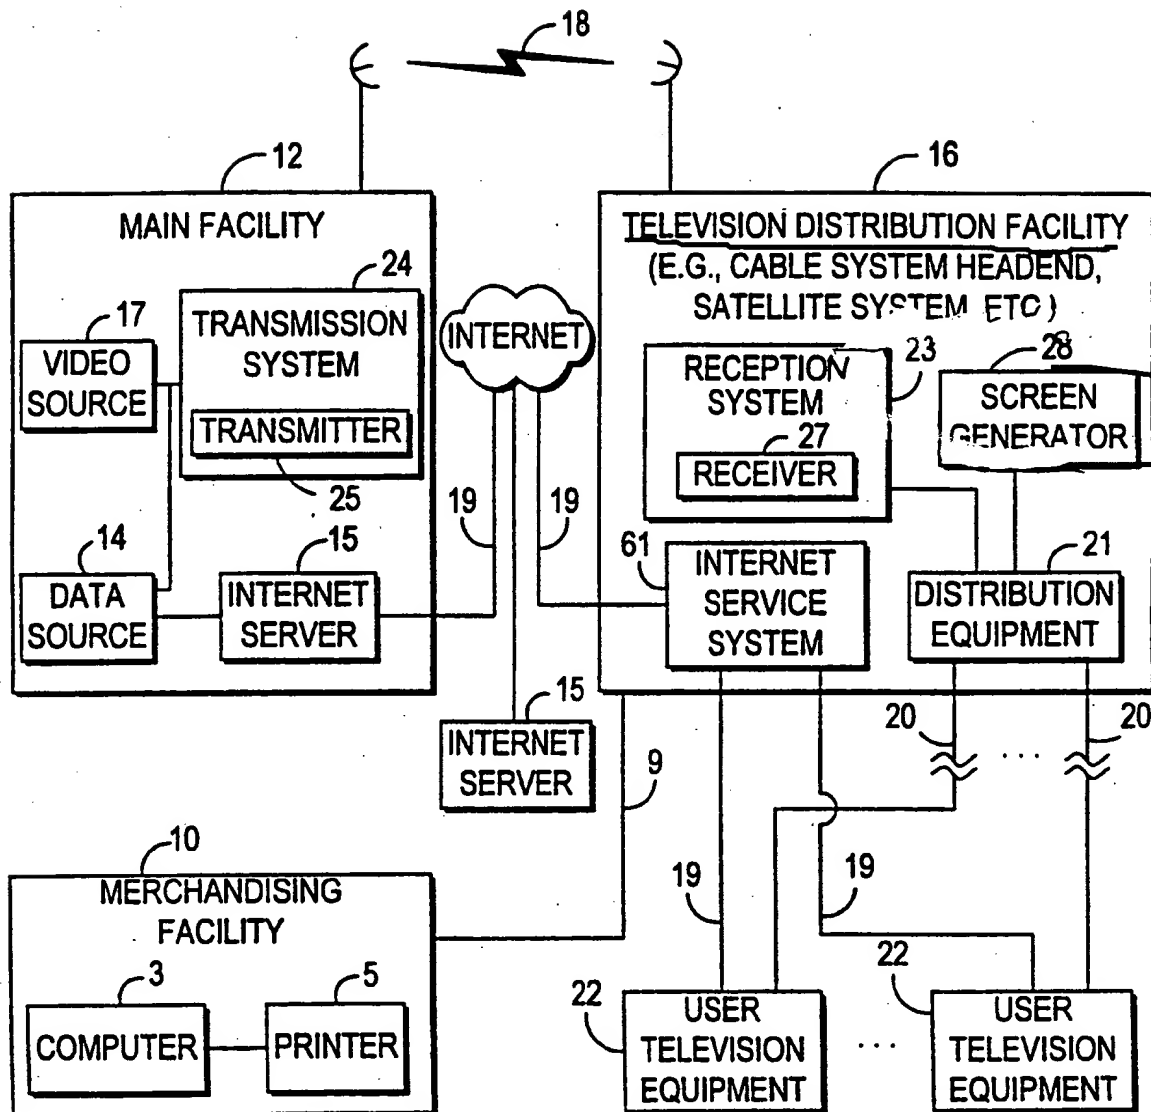 18
12
MAIN FACILITY
24
17
TRANSMISSION
SYSTEM
VIDEO
SOURCE
TRANSMITTER
25
14
15
DATA
SOURCE
INTERNET
SERVER
INTERNET
19
19
15
INTERNET
SERVER
16
TELEVISION DISTRIBUTION FACILITY
(E.G., CABLE SYSTEM HEADEND,
SATELLITE SYSTEM, ETC.)
23
RECEPTION
SYSTEM
27
RECEIVER
28
SCREEN
GENERATOR
61
INTERNET
SERVICE
SYSTEM
21
DISTRIBUTION
EQUIPMENT
20
...
20
9
10
MERCHANDISING
FACILITY
3
5
COMPUTER
PRINTER
19
19
22
USER
TELEVISION
EQUIPMENT
...
22
USER
TELEVISION
EQUIPMENT